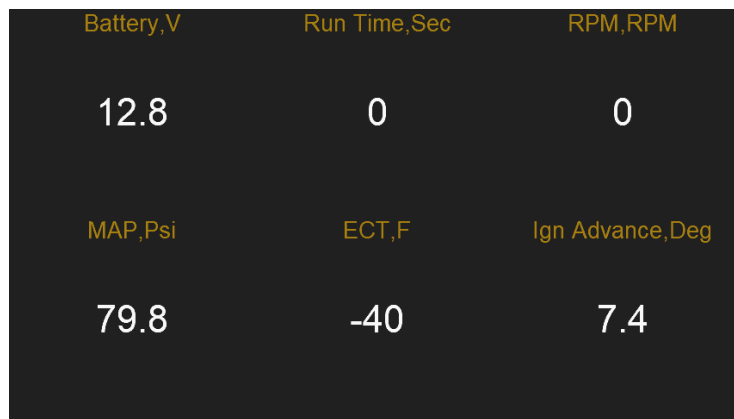 Battery,V Run Time,Sec RPM,RPM
12.8 0 0
MAP,Psi ECT,F Ign Advance,Deg
79.8 -40 7.4